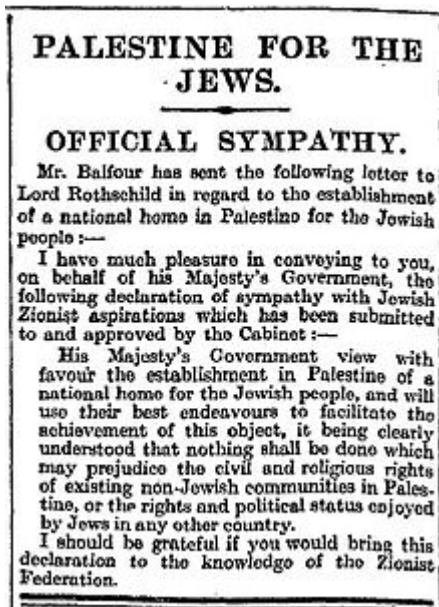 PALESTINE FOR THE
JEWS.
OFFICIAL SYMPATHY.
Mr. Balfour has sent the following letter to
Lord Rothschild in regard to the establishment
of a national home in Palestine for the Jewish
people :—
I have much pleasure in conveying to you,
on behalf of his Majesty's Government, the
following declaration of sympathy with Jewish
Zionist aspirations which has been submitted
to and approved by the Cabinet :—
His Majesty's Government view with
favour the establishment in Palestine of a
national home for the Jewish people, and will
use their best endeavours to facilitate the
achievement of this object, it being clearly
understood that nothing shall be done which
may prejudice the civil and religious rights
of existing non-Jewish communities in Pales-
tine, or the rights and political status enjoyed
by Jews in any other country.
I should be grateful if you would bring this
declaration to the knowledge of the Zionist
Federation.